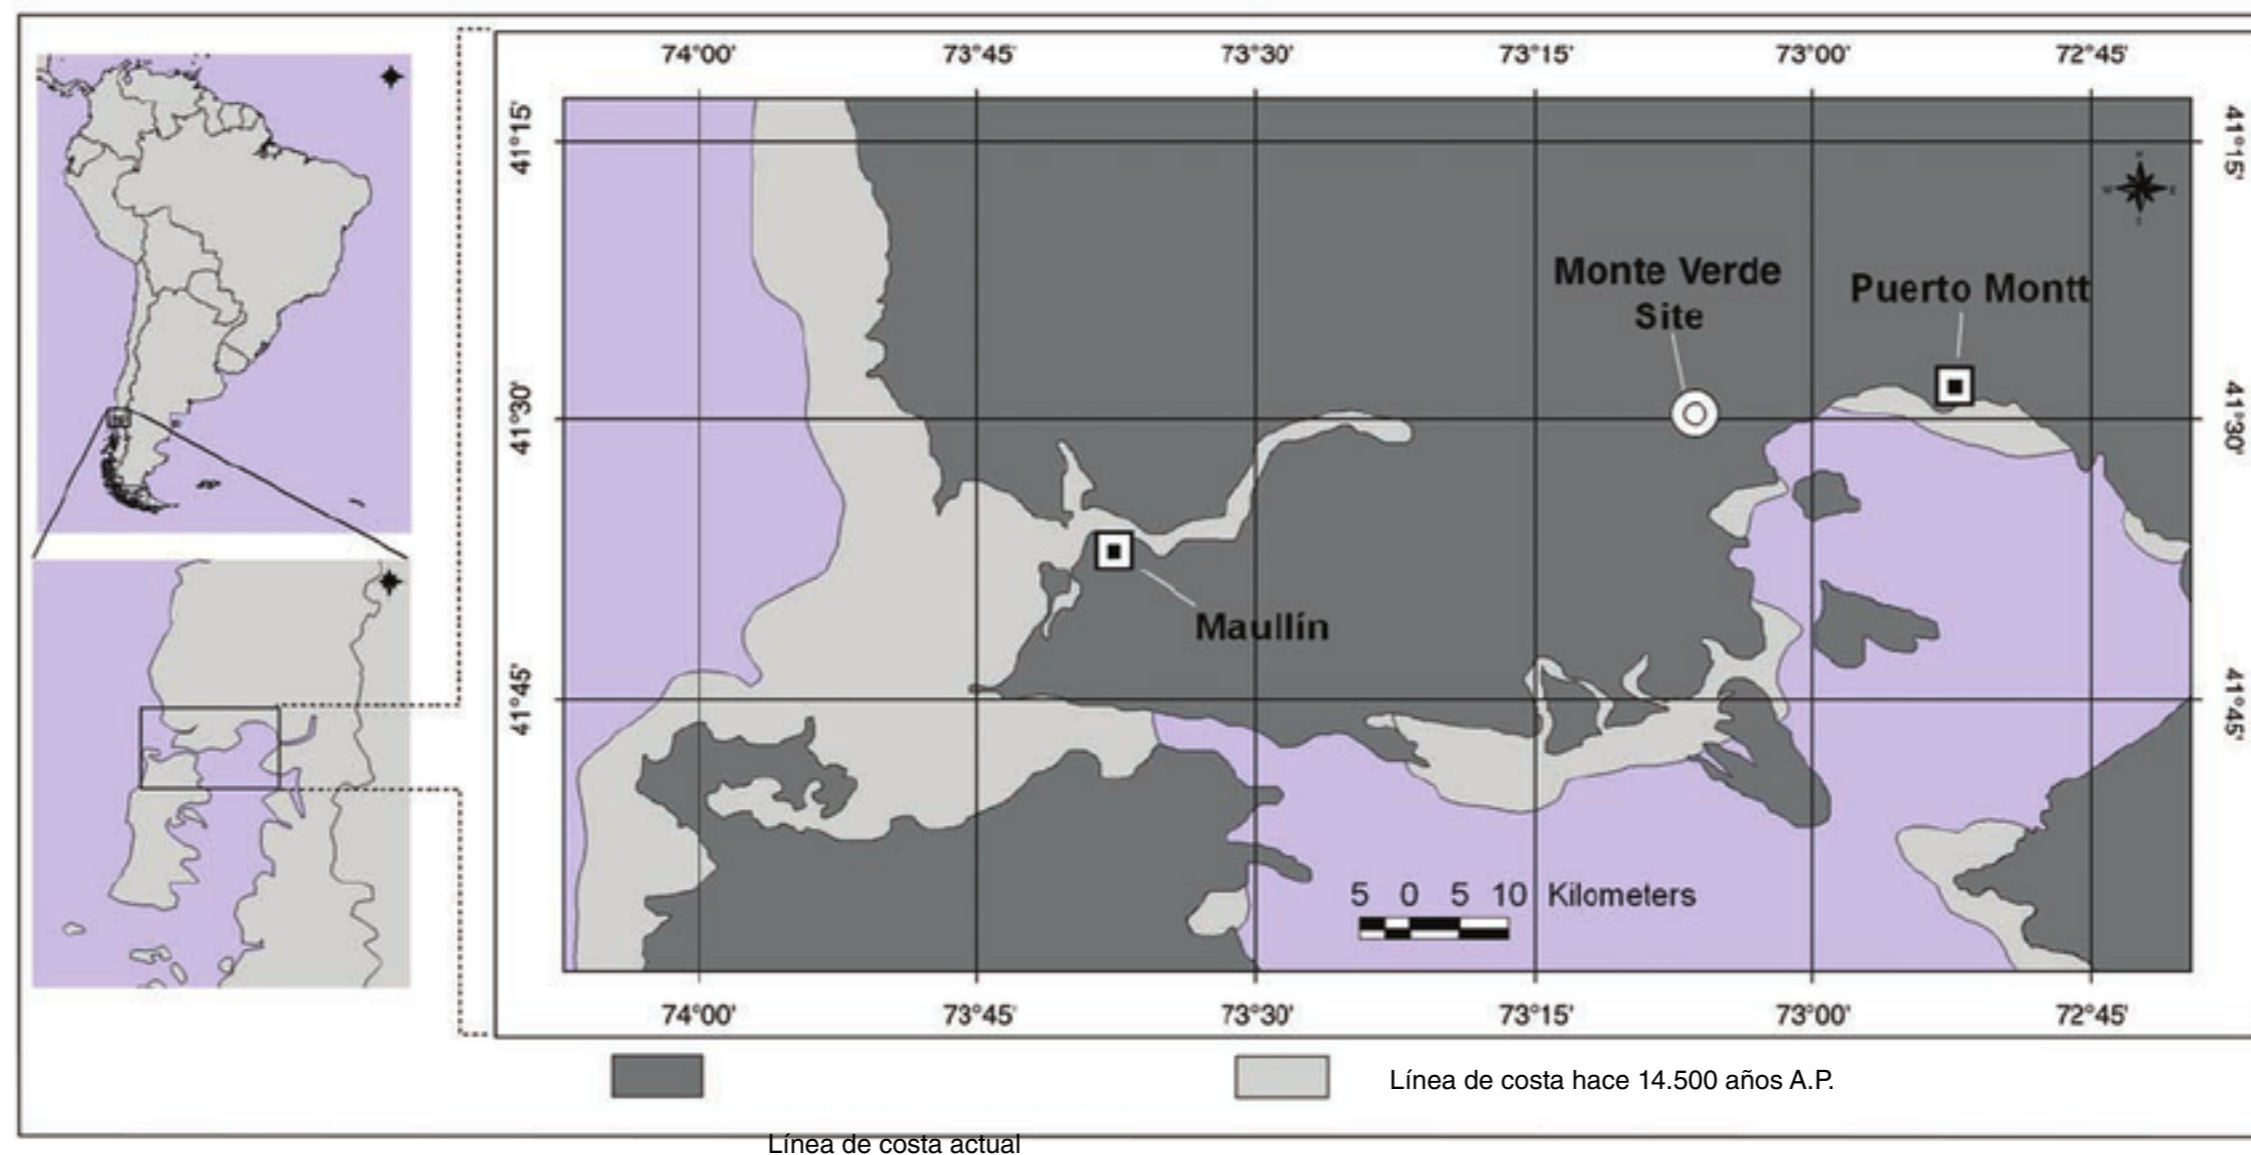 74°00' 73°45' 73°30' 73°15' 73°00' 72°45'
41°15'
41°15'
Monte Verde
Site
Puerto Montt
41°30'
41°30'
Maullín
41°45'
41°45'
5 0 5 10 Kilometers
74°00' 73°45' 73°30' 73°15' 73°00' 72°45'
Línea de costa hace 14.500 años A.P.
Línea de costa actual